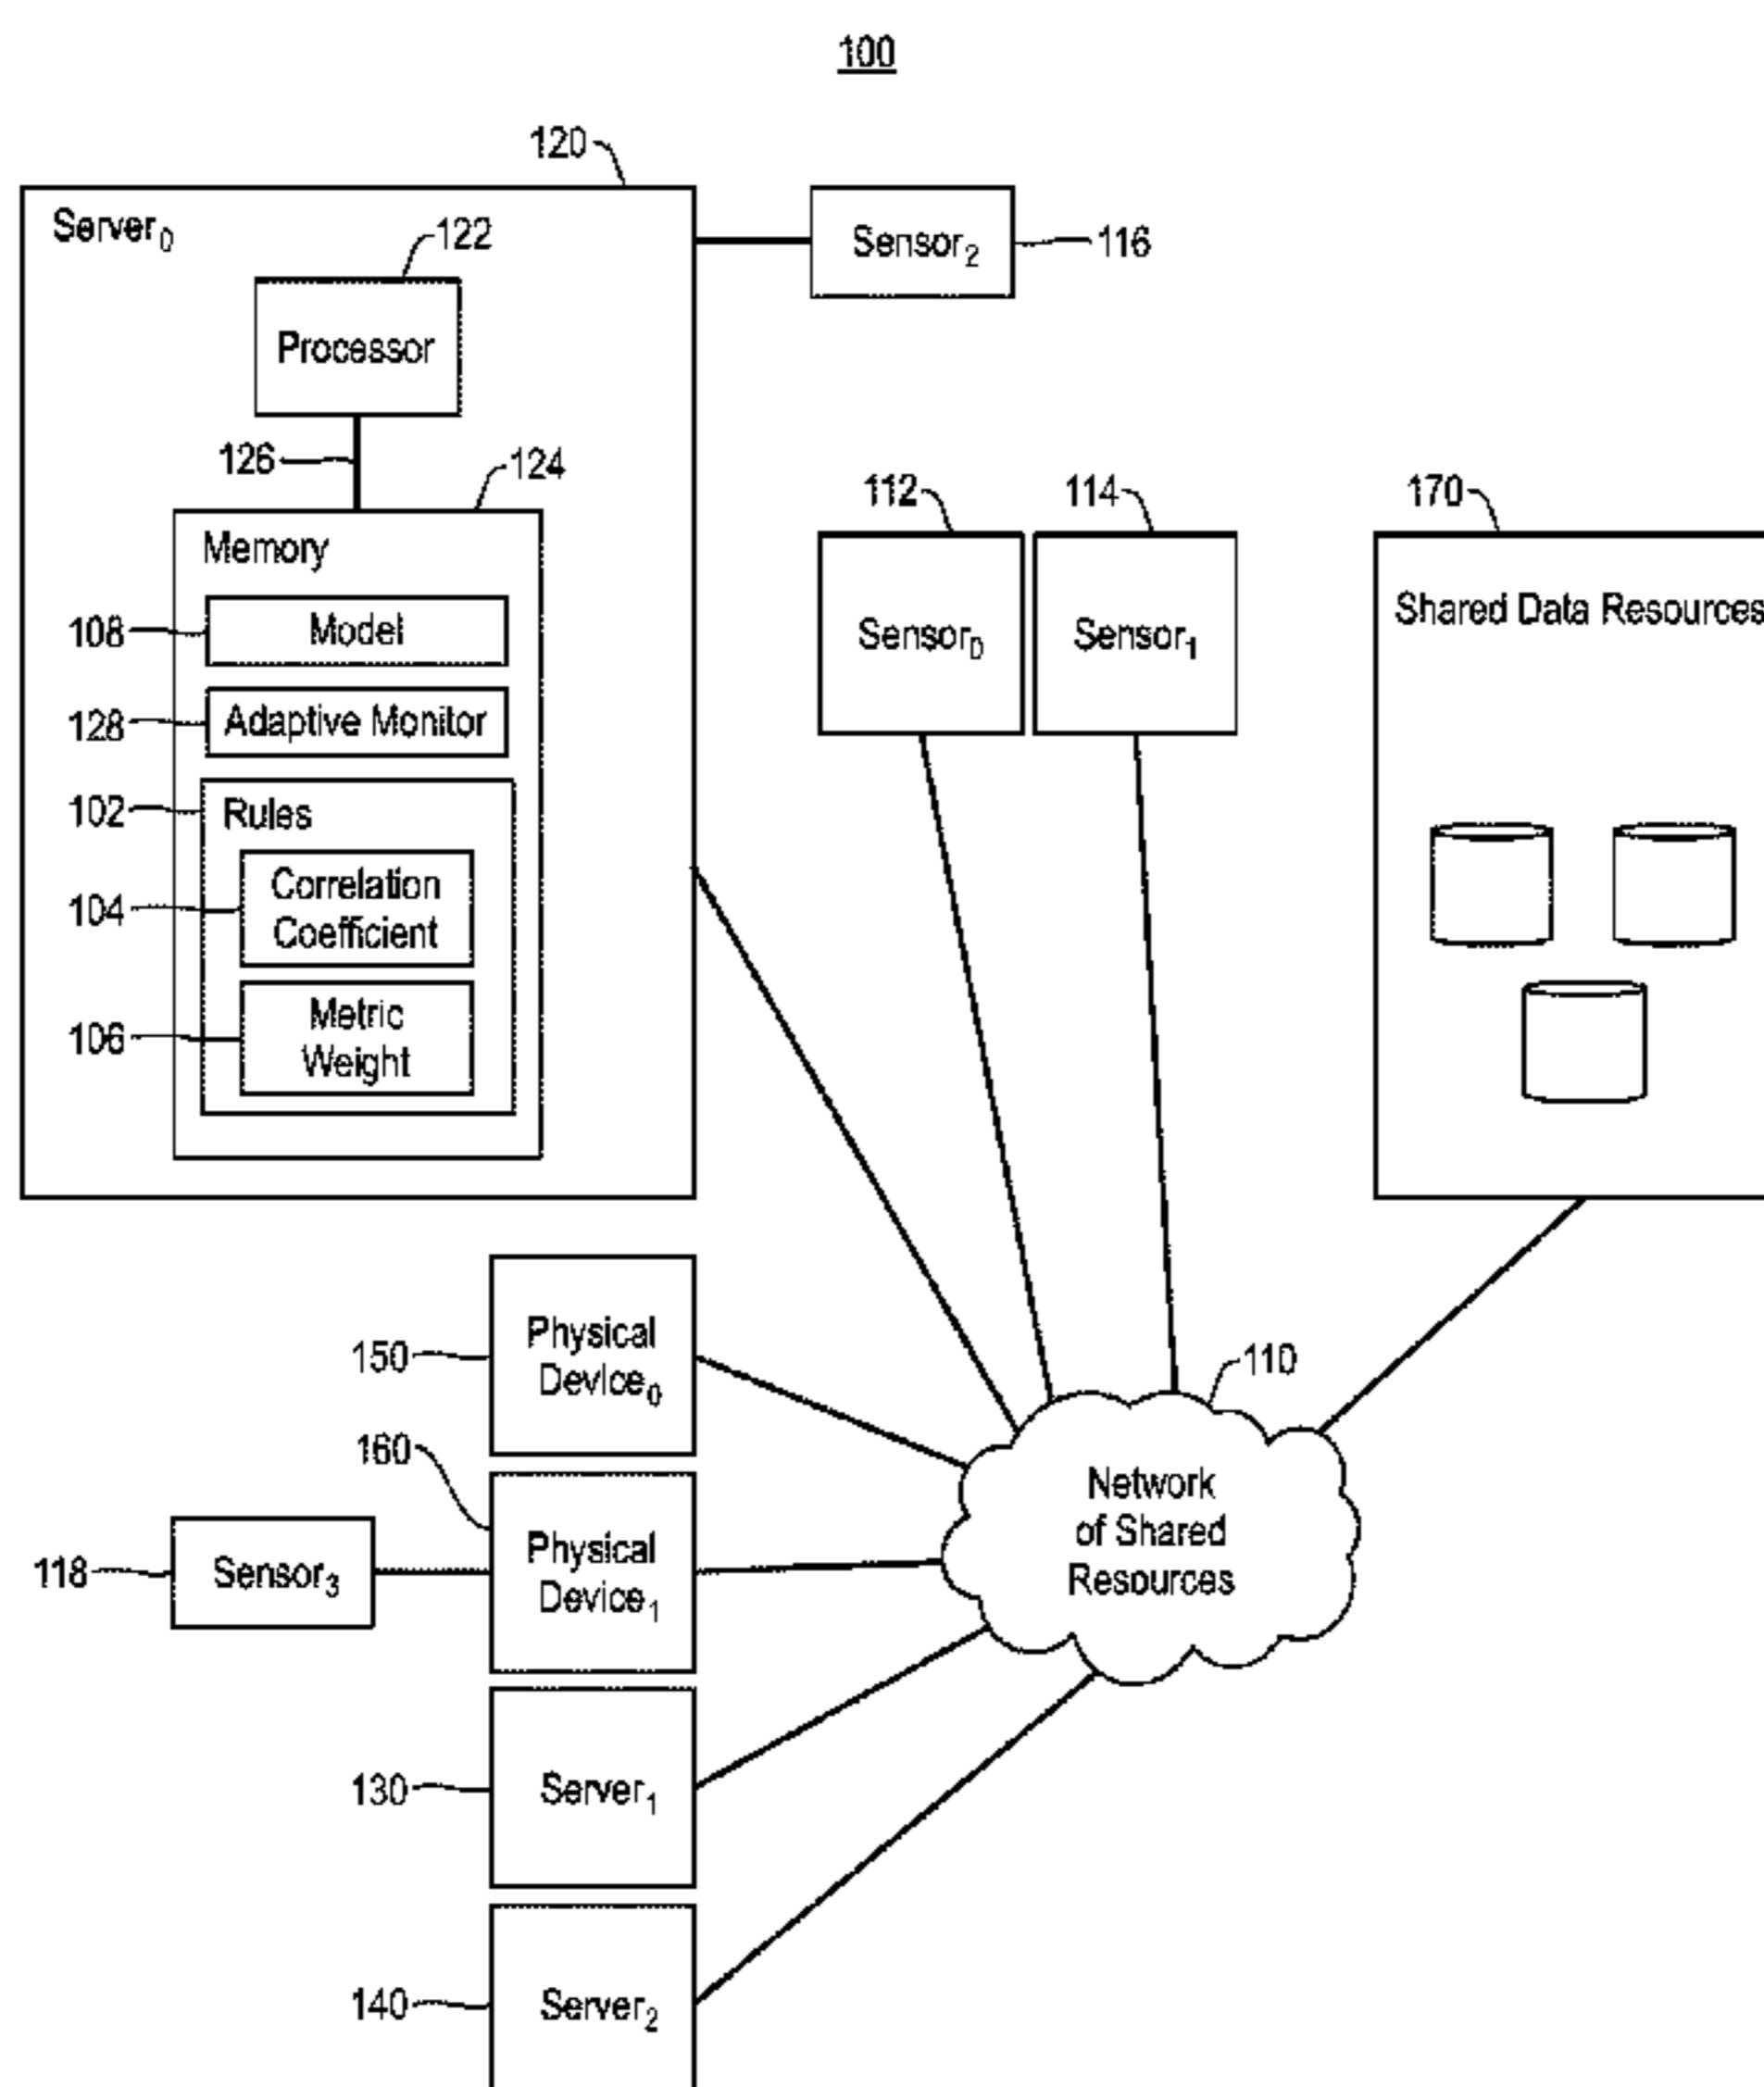 100
120
Server0
122
Sensor2
116
Processor
126
124
112
114
170
Memory
Shared Data Resources
108
Model
Sensor0
Sensor1
128
Adaptive Monitor
102
Rules
104
Correlation
Coefficient
106
Metric
Weight
150
Physical
Device0
110
160
Network
of Shared
Resources
118
Sensor3
Physical
Device1
130
Server1
140
Server2